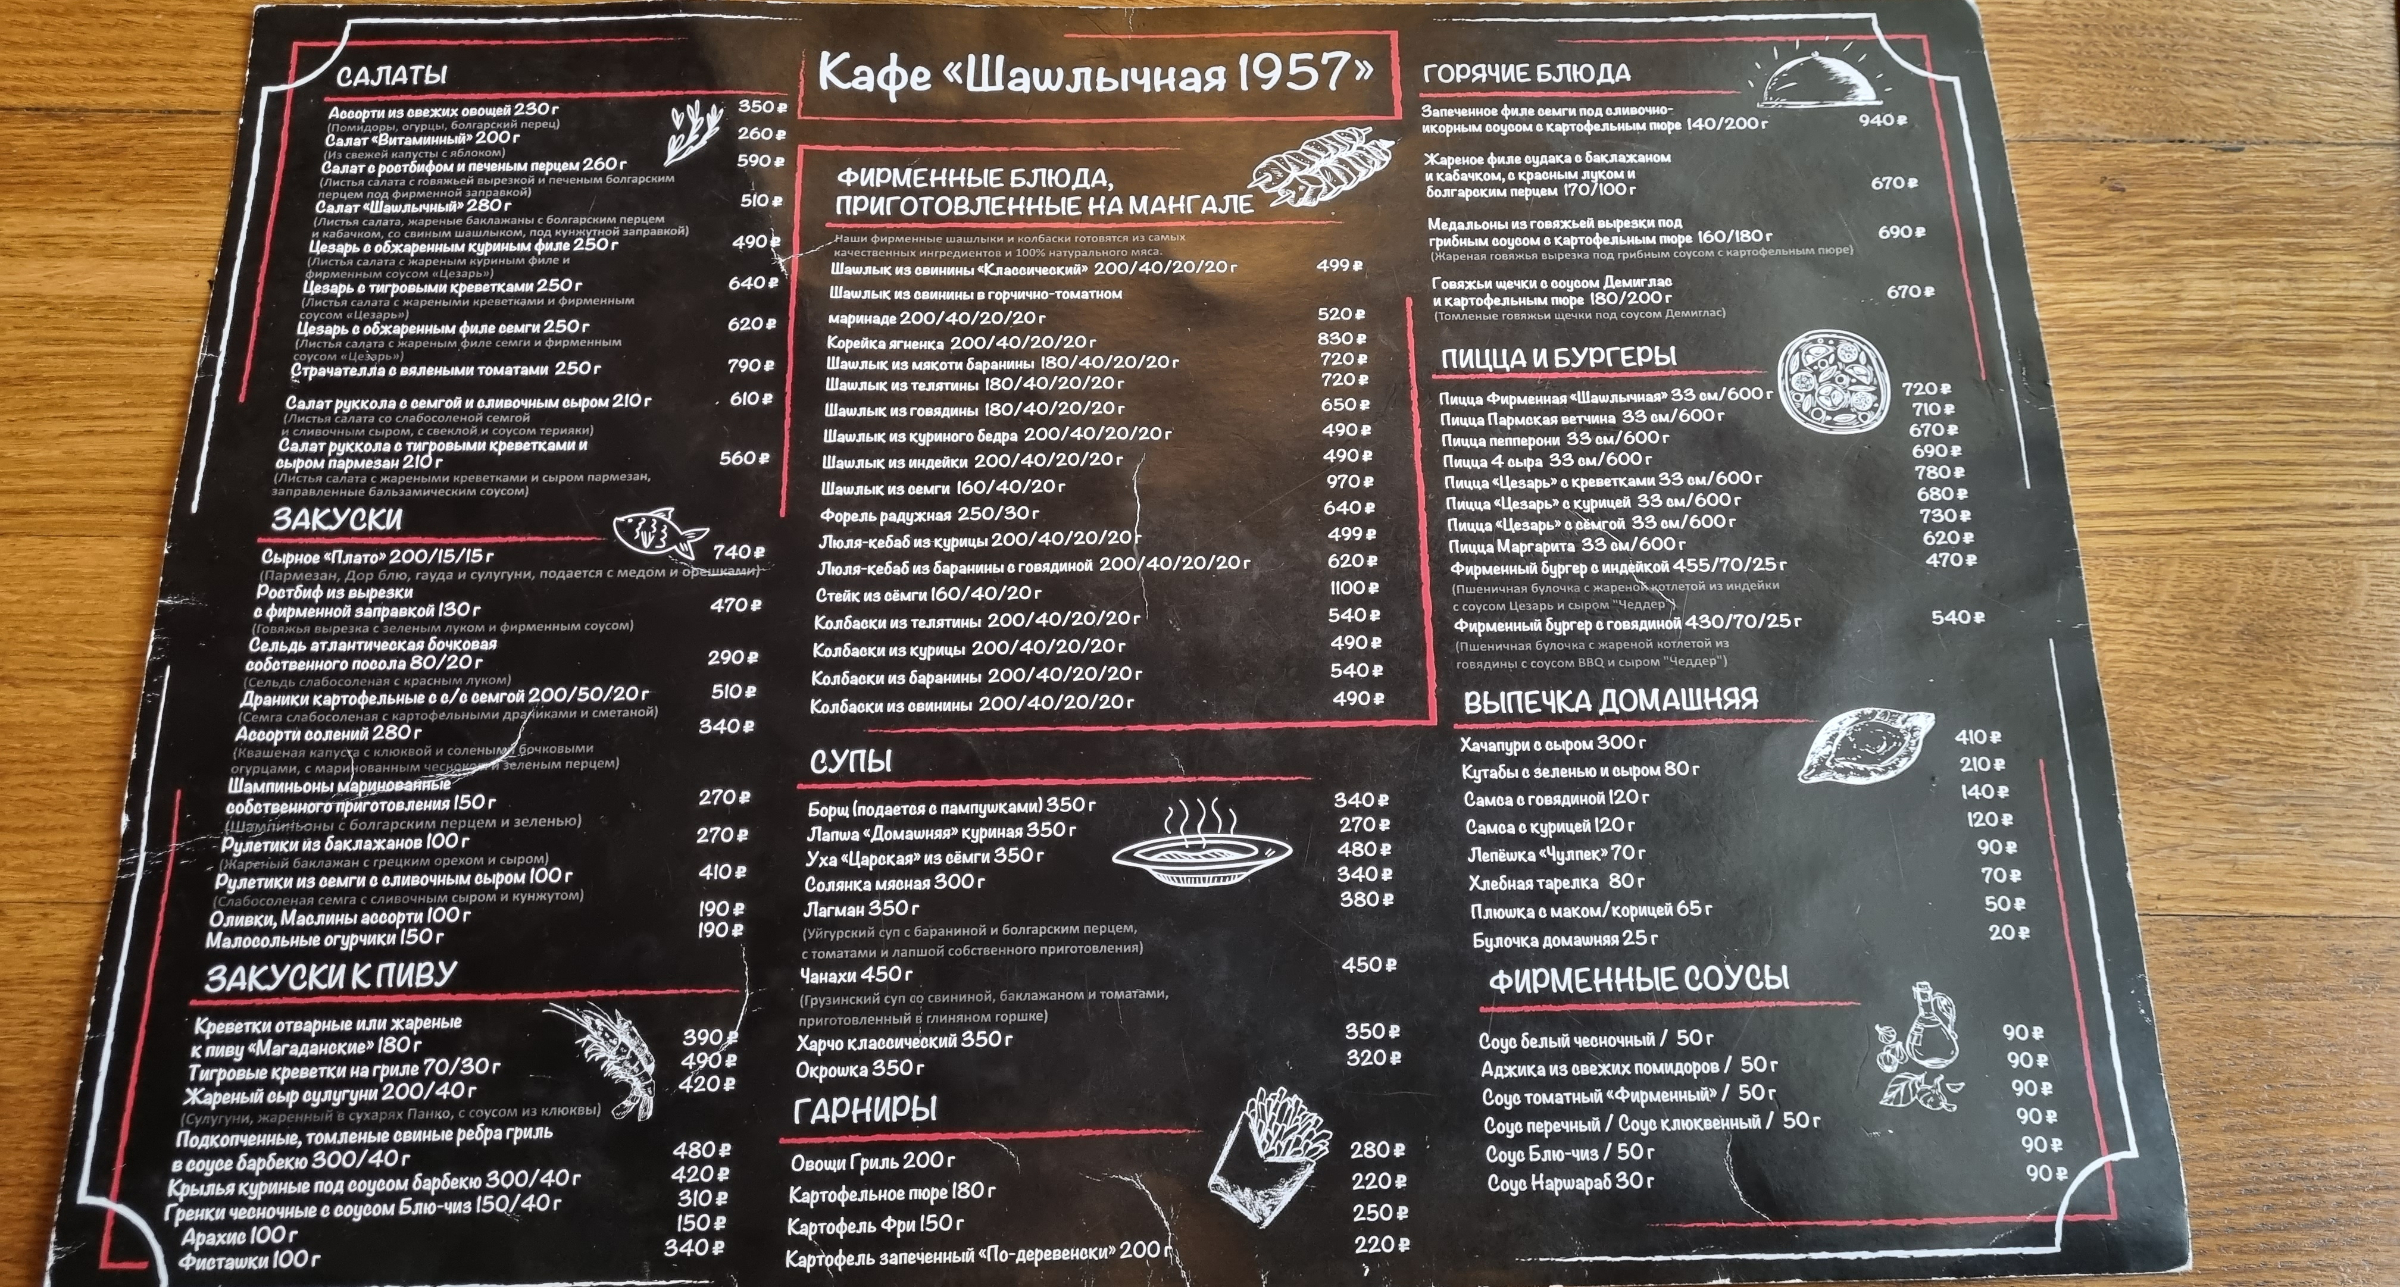 Кафе «Шашлычная 1957»
САЛАТЫ
Ассорти из свежих овощей 230 г 350 ₽
(Помидоры, огурцы, болгарский перец)
Салат «Витаминный» 200 г 260 ₽
(Из свежей капусты с яблоком)
Салат с ростбифом и печеным перцем 260 г 590 ₽
(Листья салата с говяжьей вырезкой и печеным болгарским
перцем под фирменной заправкой)
Салат «Шашлычный» 280 г 510 ₽
(Листья салата, жареные баклажаны с болгарским перцем
и кабачком, со свиным шашлыком, под кунжутной заправкой)
Цезарь с обжаренным куриным филе 250 г 490 ₽
(Листья салата с жареным куриным филе и
фирменным соусом «Цезарь»)
Цезарь с тигровыми креветками 250 г 640 ₽
(Листья салата с жареными креветками и фирменным
соусом «Цезарь»)
Цезарь с обжаренным филе семги 250 г 620 ₽
(Листья салата с жареным филе семги и фирменным
соусом «Цезарь»)
Страчателла с вялеными томатами 250 г 790 ₽
Салат руккола с семгой и сливочным сыром 210 г 610 ₽
(Листья салата со слабосоленой семгой
и сливочным сыром, с свеклой и соусом терияки)
Салат руккола с тигровыми креветками и
сыром пармезан 210 г 560 ₽
(Листья салата с жареными креветками и сыром пармезан,
заправленные бальзамическим соусом)
ЗАКУСКИ
Сырное «Плато» 200/15/15 г 740 ₽
(Пармезан, Дор блю, гауда и сулугуни, подается с медом и орешками)
Ростбиф из вырезки
с фирменной заправкой 130 г 470 ₽
(Говяжья вырезка с зеленым луком и фирменным соусом)
Сельдь атлантическая бочковая
собственного посола 80/20 г 290 ₽
(Сельдь слабосоленая с красным луком)
Драники картофельные с с/с семгой 200/50/20 г 510 ₽
(Семга слабосоленая с картофельными драниками и сметаной)
Ассорти солений 280 г 340 ₽
(Квашеная капуста с клюквой и солеными бочковыми
огурцами, с маринованным чесноком и зеленым перцем)
Шампиньоны маринованные
собственного приготовления 150 г 270 ₽
(Шампиньоны с болгарским перцем и зеленью)
Рулетики из баклажанов 100 г 270 ₽
(Жареный баклажан с грецким орехом и сыром)
Рулетики из семги с сливочным сыром 100 г 410 ₽
(Слабосоленая семга с сливочным сыром и кунжутом)
Оливки, Маслины ассорти 100 г 190 ₽
Малосольные огурчики 150 г 190 ₽
ЗАКУСКИ К ПИВУ
Креветки отварные или жареные
к пиву «Магаданские» 180 г 390 ₽
Тигровые креветки на гриле 70/30 г 490 ₽
Жареный сыр сулугуни 200/40 г 420 ₽
(Сулугуни, жаренный в сухарях Панко, с соусом из клюквы)
Подкопченные, томленые свиные ребра гриль
в соусе барбекю 300/40 г 480 ₽
Крылья куриные под соусом барбекю 300/40 г 420 ₽
Гренки чесночные с соусом Блю-чиз 150/40 г 310 ₽
Арахис 100 г 150 ₽
Фисташки 100 г 340 ₽
ФИРМЕННЫЕ БЛЮДА,
ПРИГОТОВЛЕННЫЕ НА МАНГАЛЕ
Наши фирменные шашлыки и колбаски готовятся из самых
качественных ингредиентов и 100% натурального мяса.
Шашлык из свинины «Классический» 200/40/20/20 г 499 ₽
Шашлык из свинины в горчично-томатном
маринаде 200/40/20/20 г 520 ₽
Корейка ягненка 200/40/20/20 г 830 ₽
Шашлык из мякоти баранины 180/40/20/20 г 720 ₽
Шашлык из телятины 180/40/20/20 г 720 ₽
Шашлык из говядины 180/40/20/20 г 650 ₽
Шашлык из куриного бедра 200/40/20/20 г 490 ₽
Шашлык из индейки 200/40/20/20 г 490 ₽
Шашлык из семги 160/40/20 г 970 ₽
Форель радужная 250/30 г 640 ₽
Люля-кебаб из курицы 200/40/20/20 г 499 ₽
Люля-кебаб из баранины с говядиной 200/40/20/20 г 620 ₽
Стейк из сёмги 160/40/20 г 1100 ₽
Колбаски из телятины 200/40/20/20 г 540 ₽
Колбаски из курицы 200/40/20/20 г 490 ₽
Колбаски из баранины 200/40/20/20 г 540 ₽
Колбаски из свинины 200/40/20/20 г 490 ₽
СУПЫ
Борщ (подается с пампушками) 350 г 340 ₽
Лапша «Домашняя» куриная 350 г 270 ₽
Уха «Царская» из сёмги 350 г 480 ₽
Солянка мясная 300 г 340 ₽
Лагман 350 г 380 ₽
(Уйгурский суп с бараниной и болгарским перцем,
с томатами и лапшой собственного приготовления)
Чанахи 450 г 450 ₽
(Грузинский суп со свининой, баклажаном и томатами,
приготовленный в глиняном горшке)
Харчо классический 350 г 350 ₽
Окрошка 350 г 320 ₽
ГАРНИРЫ
Овощи Гриль 200 г 280 ₽
Картофельное пюре 180 г 220 ₽
Картофель Фри 150 г 250 ₽
Картофель запеченный «По-деревенски» 200 г 220 ₽
ГОРЯЧИЕ БЛЮДА
Запеченное филе семги под сливочно-
икорным соусом с картофельным пюре 140/200 г 940 ₽
Жареное филе судака с баклажаном
и кабачком, с красным луком и
болгарским перцем 170/100 г 670 ₽
Медальоны из говяжьей вырезки под
грибным соусом с картофельным пюре 160/180 г 690 ₽
(Жареная говяжья вырезка под грибным соусом с картофельным пюре)
Говяжьи щечки с соусом Демиглас
и картофельным пюре 180/200 г 670 ₽
(Томленые говяжьи щечки под соусом Демиглас)
ПИЦЦА И БУРГЕРЫ
Пицца Фирменная «Шашлычная» 33 см/600 г 720 ₽
Пицца Пармская ветчина 33 см/600 г 710 ₽
Пицца пепперони 33 см/600 г 670 ₽
Пицца 4 сыра 33 см/600 г 690 ₽
Пицца «Цезарь» с креветками 33 см/600 г 780 ₽
Пицца «Цезарь» с курицей 33 см/600 г 680 ₽
Пицца «Цезарь» с сёмгой 33 см/600 г 730 ₽
Пицца Маргарита 33 см/600 г 620 ₽
Фирменный бургер с индейкой 455/70/25 г 470 ₽
(Пшеничная булочка с жареной котлетой из индейки
с соусом Цезарь и сыром "Чеддер")
Фирменный бургер с говядиной 430/70/25 г 540 ₽
(Пшеничная булочка с жареной котлетой из
говядины с соусом BBQ и сыром "Чеддер")
ВЫПЕЧКА ДОМАШНЯЯ
Хачапури с сыром 300 г 410 ₽
Кутабы с зеленью и сыром 80 г 210 ₽
Самса с говядиной 120 г 140 ₽
Самса с курицей 120 г 120 ₽
Лепёшка «Чулпек» 70 г 90 ₽
Хлебная тарелка 80 г 70 ₽
Плюшка с маком/корицей 65 г 50 ₽
Булочка домашняя 25 г 20 ₽
ФИРМЕННЫЕ СОУСЫ
Соус белый чесночный / 50 г 90 ₽
Аджика из свежих помидоров / 50 г 90 ₽
Соус томатный «Фирменный» / 50 г 90 ₽
Соус перечный / Соус клюквенный / 50 г 90 ₽
Соус Блю-чиз / 50 г 90 ₽
Соус Наршараб 30 г 90 ₽